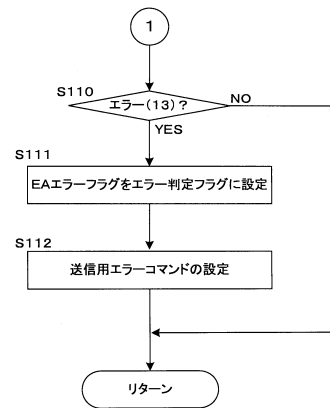 1
S110
エラー(13)?
NO
YES
S111
EAエラーフラグをエラー判定フラグに設定
S112
送信用エラーコマンドの設定
リターン